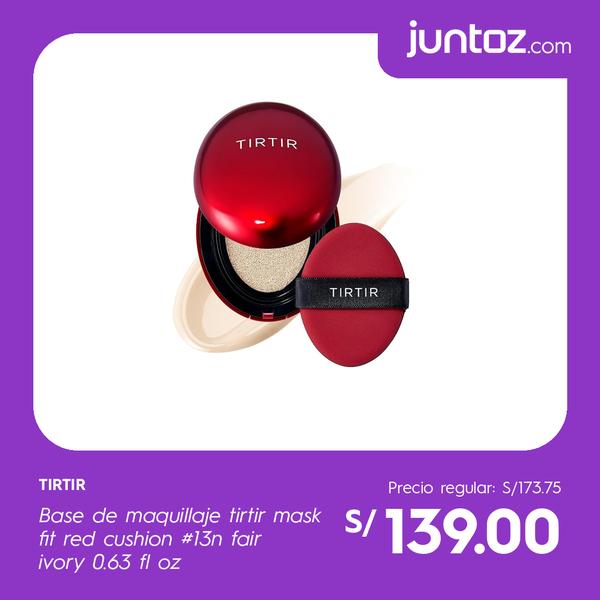 juntoz.com
TIRTIR
TIRTIR
TIRTIR
Base de maquillaje tirtir mask
fit red cushion #13n fair
ivory 0.63 fl oz
Precio regular: S/173.75
S/139.00